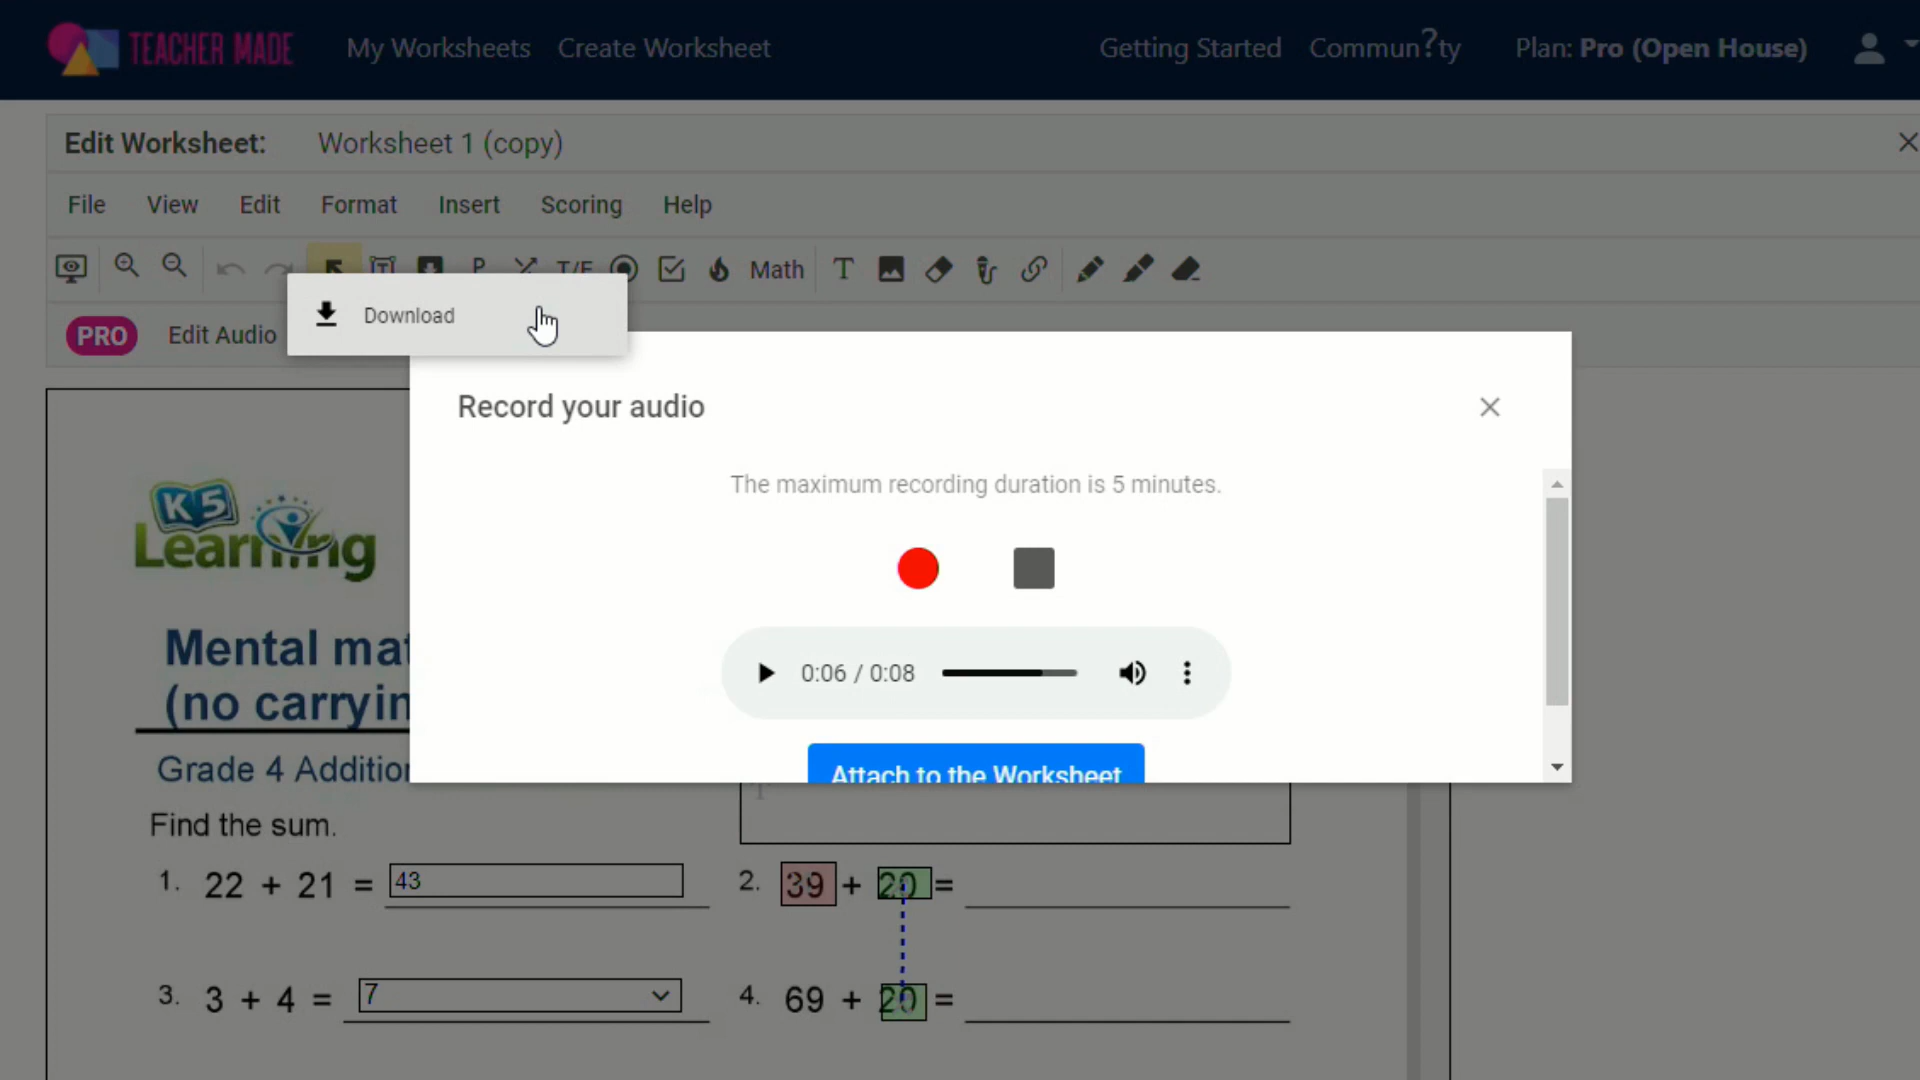 TEACHER MADE My Worksheets Create Worksheet Getting Started Commun?ty Plan: Pro (Open House)
Edit Worksheet: Worksheet 1 (copy)
File View Edit Format Insert Scoring Help
T/F Math T
PRO Edit Audio
Download
Record your audio
The maximum recording duration is 5 minutes.
0:06 / 0:08
Attach to the Worksheet
K5
Learning
Mental mat
(no carryin
Grade 4 Addition
Find the sum.
1. 22 + 21 = 43
2. 39 + 20 =
3. 3 + 4 = 7
4. 69 + 20 =